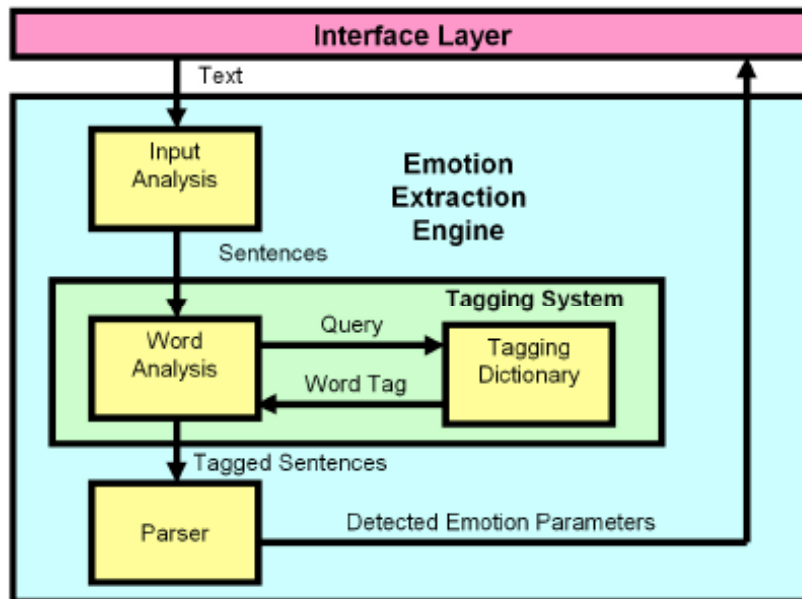 Interface Layer
Text
Input
Analysis
Emotion
Extraction
Engine
Sentences
Tagging System
Word
Analysis
Query
Tagging
Dictionary
Word Tag
Tagged Sentences
Parser
Detected Emotion Parameters